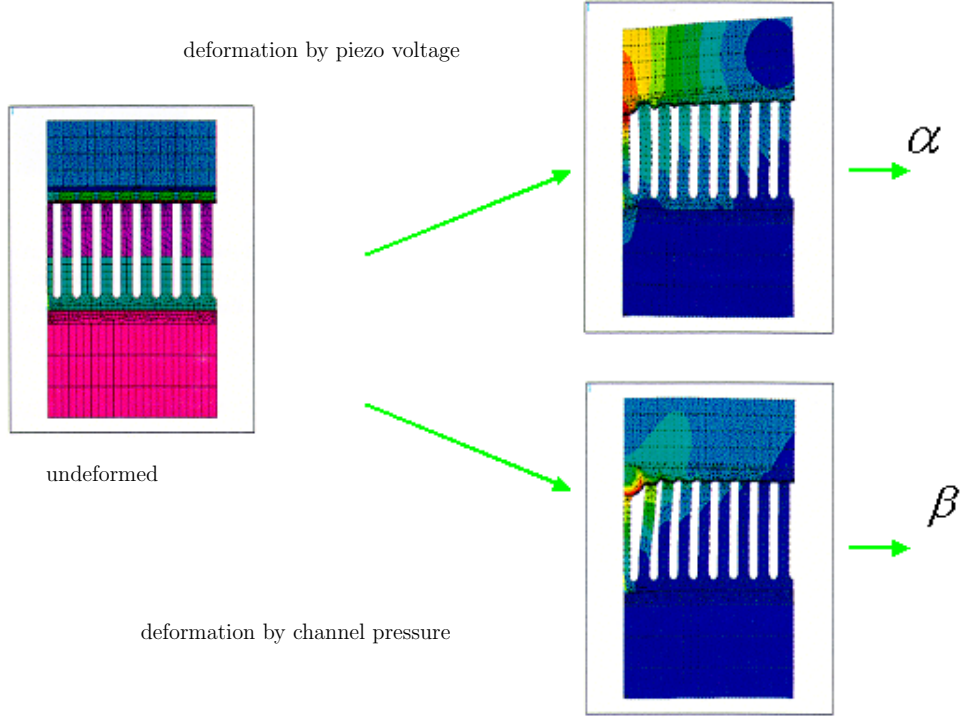 deformation by piezo voltage
α
undeformed
β
deformation by channel pressure